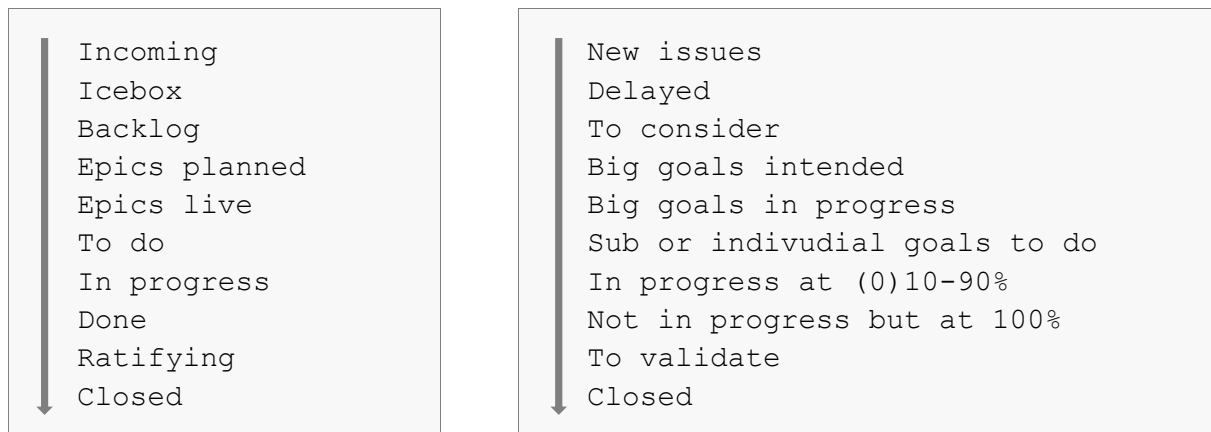 Incoming
Icebox
Backlog
Epics planned
Epics live
To do
In progress
Done
Ratifying
Closed
New issues
Delayed
To consider
Big goals intended
Big goals in progress
Sub or indivudial goals to do
In progress at (0)10-90%
Not in progress but at 100%
To validate
Closed